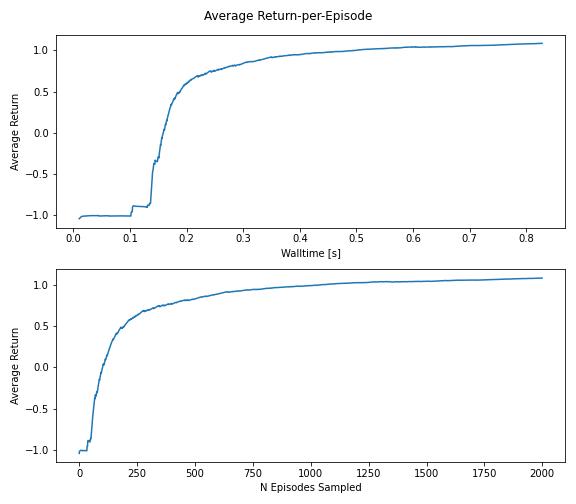 Average Return-per-Episode
1.0
0.5
0.0
−0.5
−1.0
Average Return
0.0 0.1 0.2 0.3 0.4 0.5 0.6 0.7 0.8
Walltime [s]
1.0
0.5
0.0
−0.5
−1.0
Average Return
0 250 500 750 1000 1250 1500 1750 2000
N Episodes Sampled